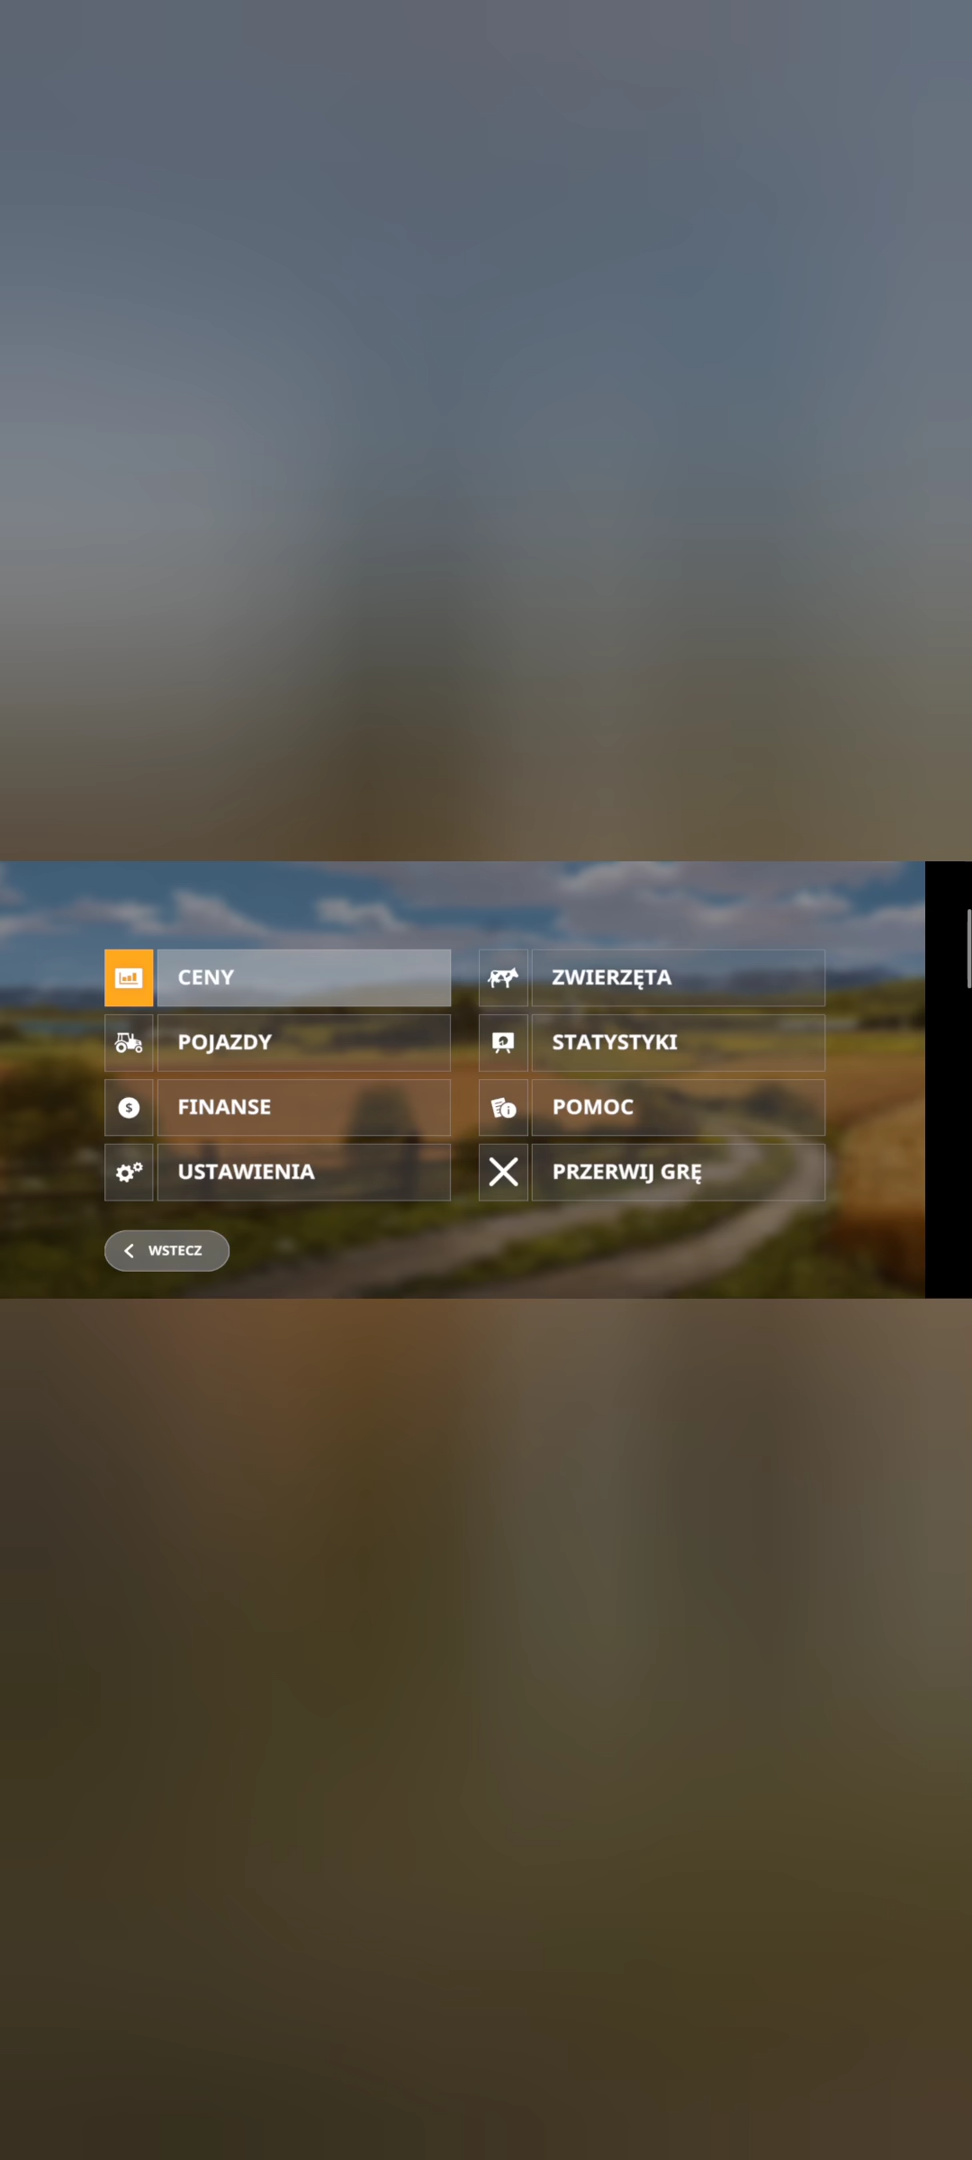 CENY
POJAZDY
FINANSE
USTAWIENIA
ZWIERZĘTA
STATYSTYKI
POMOC
PRZERWIJ GRĘ
WSTECZ